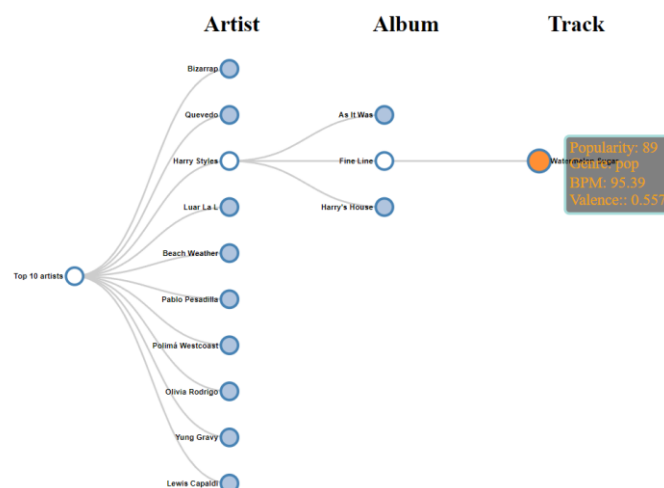 Artist Album Track
Bizarrap
Quevedo
As It Was
Harry Styles
Fine Line
Watermelon Sugar
Popularity: 89
Genre: pop
BPM: 95.39
Valence:: 0.557
Luar La L
Harry's House
Beach Weather
Top 10 artists
Pablo Pesadilla
Polimá Westcoast
Olivia Rodrigo
Yung Gravy
Lewis Capaldi